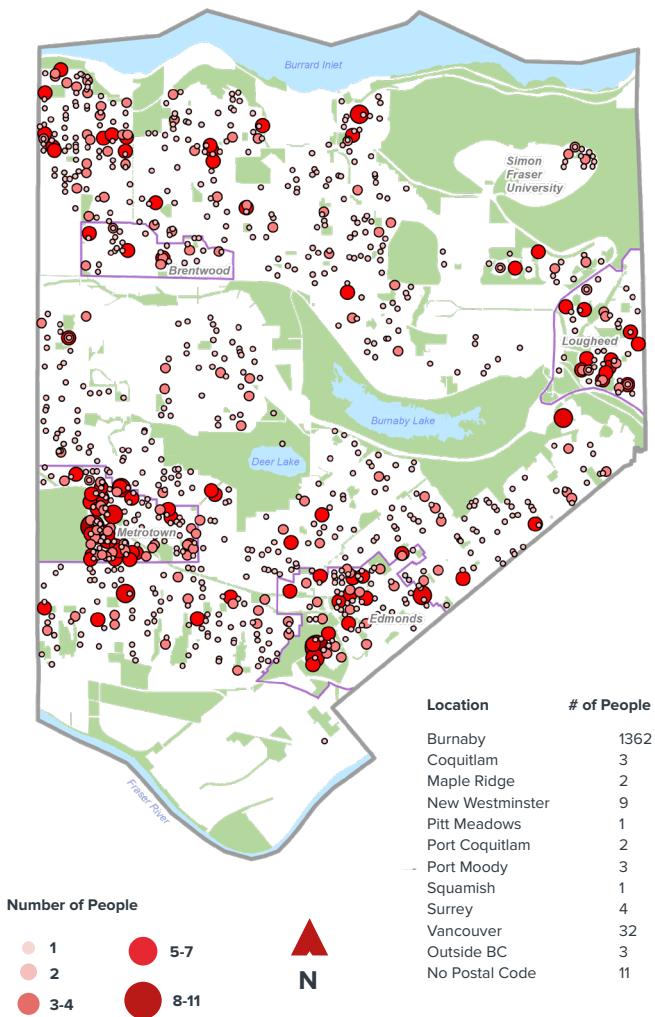 Burrard Inlet
Simon
Fraser
University
Brentwood
Lougheed
Burnaby Lake
Deer Lake
Metrotown
Edmonds
Fraser River
Location # of People
Burnaby 1362
Coquitlam 3
Maple Ridge 2
New Westminster 9
Pitt Meadows 1
Port Coquitlam 2
Port Moody 3
Squamish 1
Surrey 4
Vancouver 32
Outside BC 3
No Postal Code 11
Number of People
1
2
3-4
5-7
8-11
N